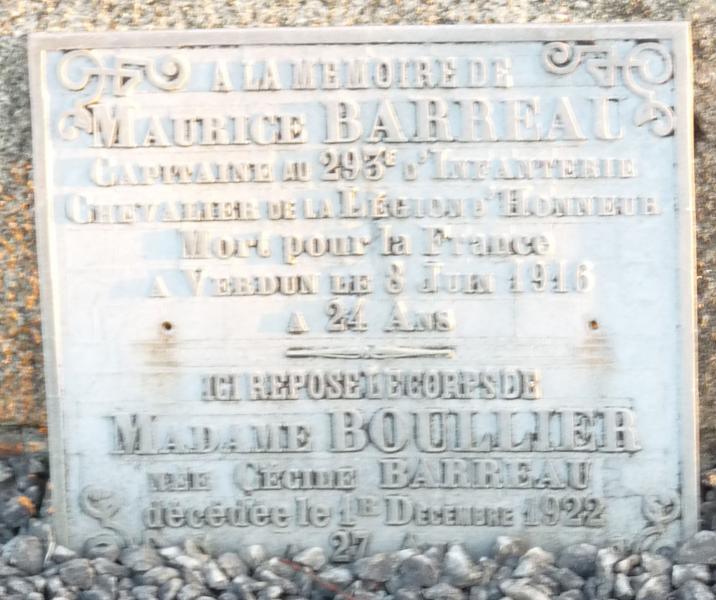 A LA MEMOIRE DE
MAURICE BARREAU
CAPITAINE AU 293E D'INFANTERIE
CHEVALIER DE LA LÉGION D'HONNEUR
Mort pour la France
A VERDUN LE 8 JUIN 1916
A 24 ANS
ICI REPOSE LE CORPS DE
MADAME BOULLIER
NÉE CÉCILE BARREAU
décédée le 1ER DÉCEMBRE 1922
27